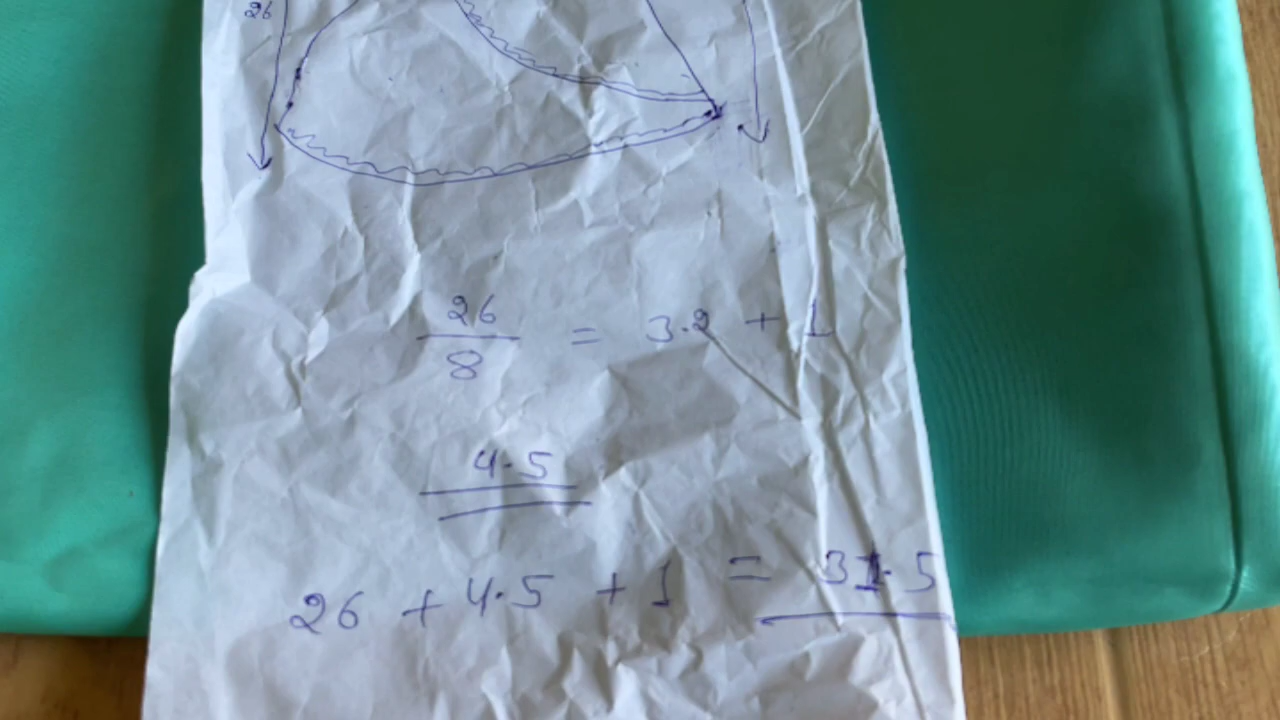 26
26
8 = 3.2 + 1
4.5
26 + 4.5 + 1 = 31.5